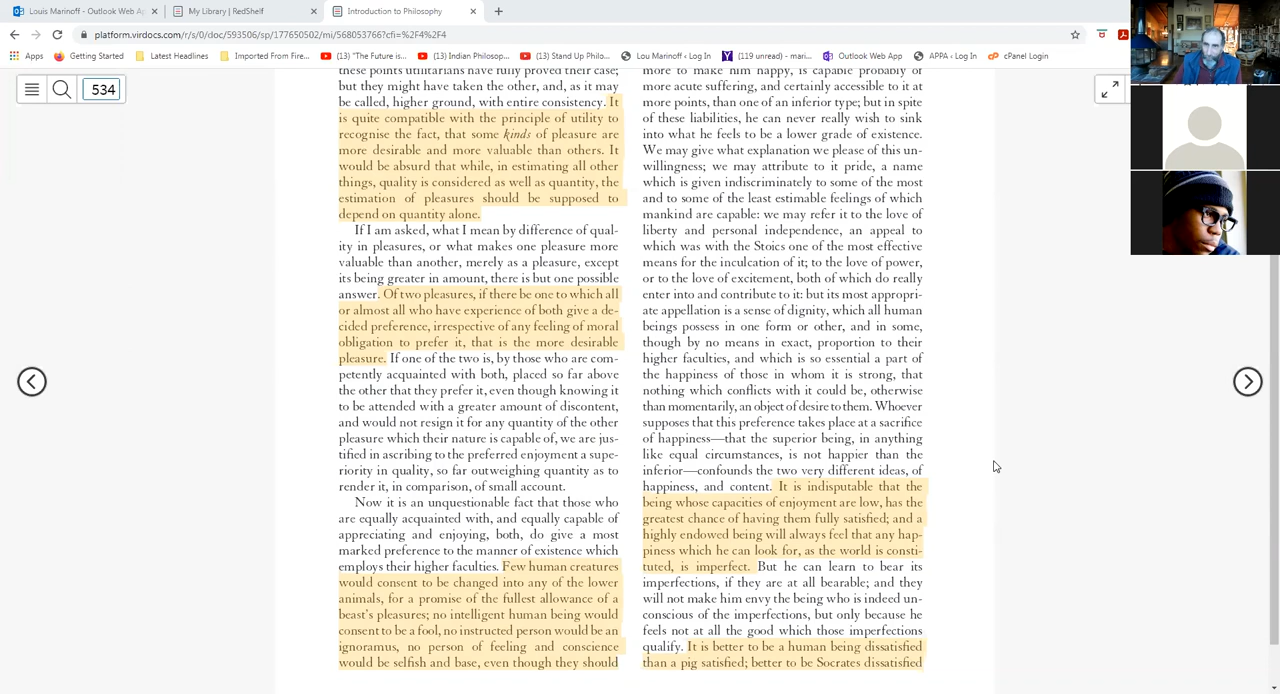 Louis Marinoff - Outlook Web Ap
My Library | RedShelf
Introduction to Philosophy
platform.virdocs.com/r/s/0/doc/593506/sp/177650502/mi/568053766?cfi=%2F4%2F4
Apps
Getting Started
Latest Headlines
Imported From Fire...
(13) "The Future is...
(13) Indian Philosop...
(13) Stand Up Philo...
Lou Marinoff ‹ Log In
(119 unread) - mari...
Outlook Web App
APPA ‹ Log In
cPanel Login
534
these points utilitarians have fully proved their case;
but they might have taken the other, and, as it may
be called, higher ground, with entire consistency. It
is quite compatible with the principle of utility to
recognise the fact, that some kinds of pleasure are
more desirable and more valuable than others. It
would be absurd that while, in estimating all other
things, quality is considered as well as quantity, the
estimation of pleasures should be supposed to
depend on quantity alone.
If I am asked, what I mean by difference of qual-
ity in pleasures, or what makes one pleasure more
valuable than another, merely as a pleasure, except
its being greater in amount, there is but one possible
answer. Of two pleasures, if there be one to which all
or almost all who have experience of both give a de-
cided preference, irrespective of any feeling of moral
obligation to prefer it, that is the more desirable
pleasure. If one of the two is, by those who are com-
petently acquainted with both, placed so far above
the other that they prefer it, even though knowing it
to be attended with a greater amount of discontent,
and would not resign it for any quantity of the other
pleasure which their nature is capable of, we are jus-
tified in ascribing to the preferred enjoyment a supe-
riority in quality, so far outweighing quantity as to
render it, in comparison, of small account.
Now it is an unquestionable fact that those who
are equally acquainted with, and equally capable of
appreciating and enjoying, both, do give a most
marked preference to the manner of existence which
employs their higher faculties. Few human creatures
would consent to be changed into any of the lower
animals, for a promise of the fullest allowance of a
beast's pleasures; no intelligent human being would
consent to be a fool, no instructed person would be an
ignoramus, no person of feeling and conscience
would be selfish and base, even though they should
more to make him happy, is capable probably of
more acute suffering, and certainly accessible to it at
more points, than one of an inferior type; but in spite
of these liabilities, he can never really wish to sink
into what he feels to be a lower grade of existence.
We may give what explanation we please of this un-
willingness; we may attribute to it pride, a name
which is given indiscriminately to some of the most
and to some of the least estimable feelings of which
mankind are capable: we may refer it to the love of
liberty and personal independence, an appeal to
which was with the Stoics one of the most effective
means for the inculcation of it; to the love of power,
or to the love of excitement, both of which do really
enter into and contribute to it: but its most appropri-
ate appellation is a sense of dignity, which all human
beings possess in one form or other, and in some,
though by no means in exact, proportion to their
higher faculties, and which is so essential a part of
the happiness of those in whom it is strong, that
nothing which conflicts with it could be, otherwise
than momentarily, an object of desire to them. Whoever
supposes that this preference takes place at a sacrifice
of happiness—that the superior being, in anything
like equal circumstances, is not happier than the
inferior—confounds the two very different ideas, of
happiness, and content. It is indisputable that the
being whose capacities of enjoyment are low, has the
greatest chance of having them fully satisfied; and a
highly endowed being will always feel that any hap-
piness which he can look for, as the world is consti-
tuted, is imperfect. But he can learn to bear its
imperfections, if they are at all bearable; and they
will not make him envy the being who is indeed un-
conscious of the imperfections, but only because he
feels not at all the good which those imperfections
qualify. It is better to be a human being dissatisfied
than a pig satisfied; better to be Socrates dissatisfied